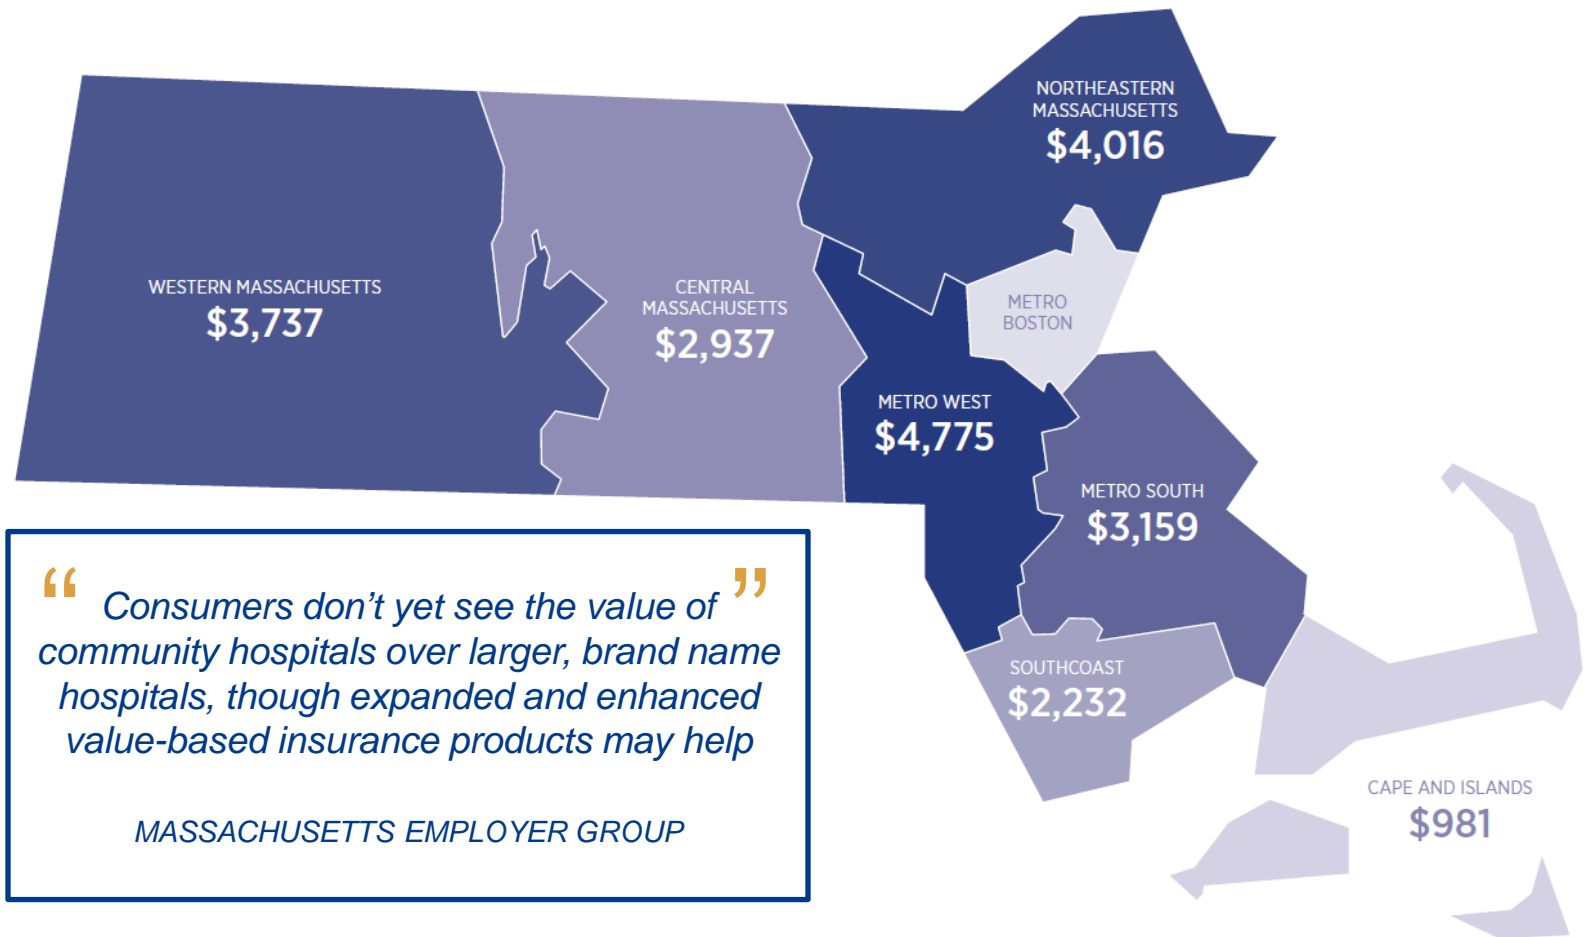 NORTHEASTERN
MASSACHUSETTS
$4,016
WESTERN MASSACHUSETTS
$3,737
CENTRAL
MASSACHUSETTS
$2,937
METRO
BOSTON
METRO WEST
$4,775
METRO SOUTH
$3,159
SOUTHCOAST
$2,232
CAPE AND ISLANDS
$981
“ Consumers don’t yet see the value of ”
community hospitals over larger, brand name
hospitals, though expanded and enhanced
value-based insurance products may help
MASSACHUSETTS EMPLOYER GROUP